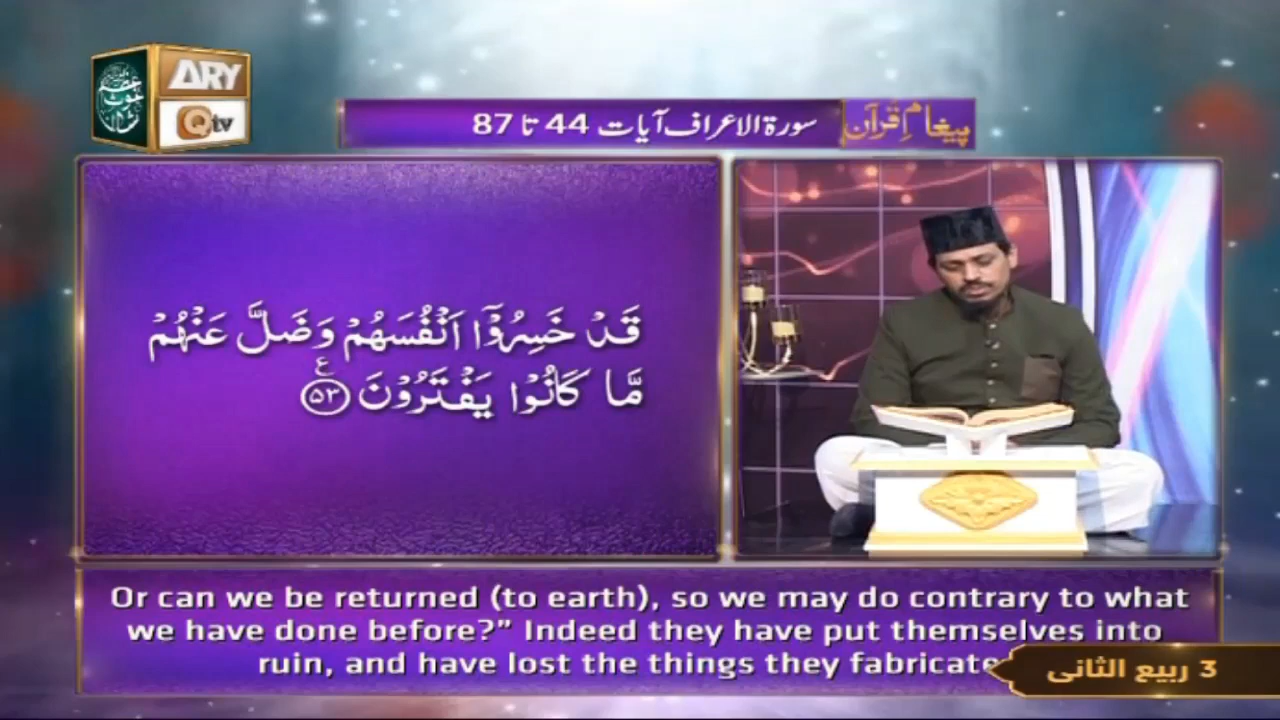 ARY
Qtv
پیغام قرآن
سورۃ الاعراف آیات 44 تا 87
قَدۡ خَسِرُوۡۤا اَنۡفُسَهُمۡ وَضَلَّ عَنۡهُمۡ
مَّا كَانُوۡا يَفۡتَرُوۡنَ ﴿۵۳﴾ ع
Or can we be returned (to earth), so we may do contrary to what
we have done before?” Indeed they have put themselves into
ruin, and have lost the things they fabricate
3 ربیع الثانی